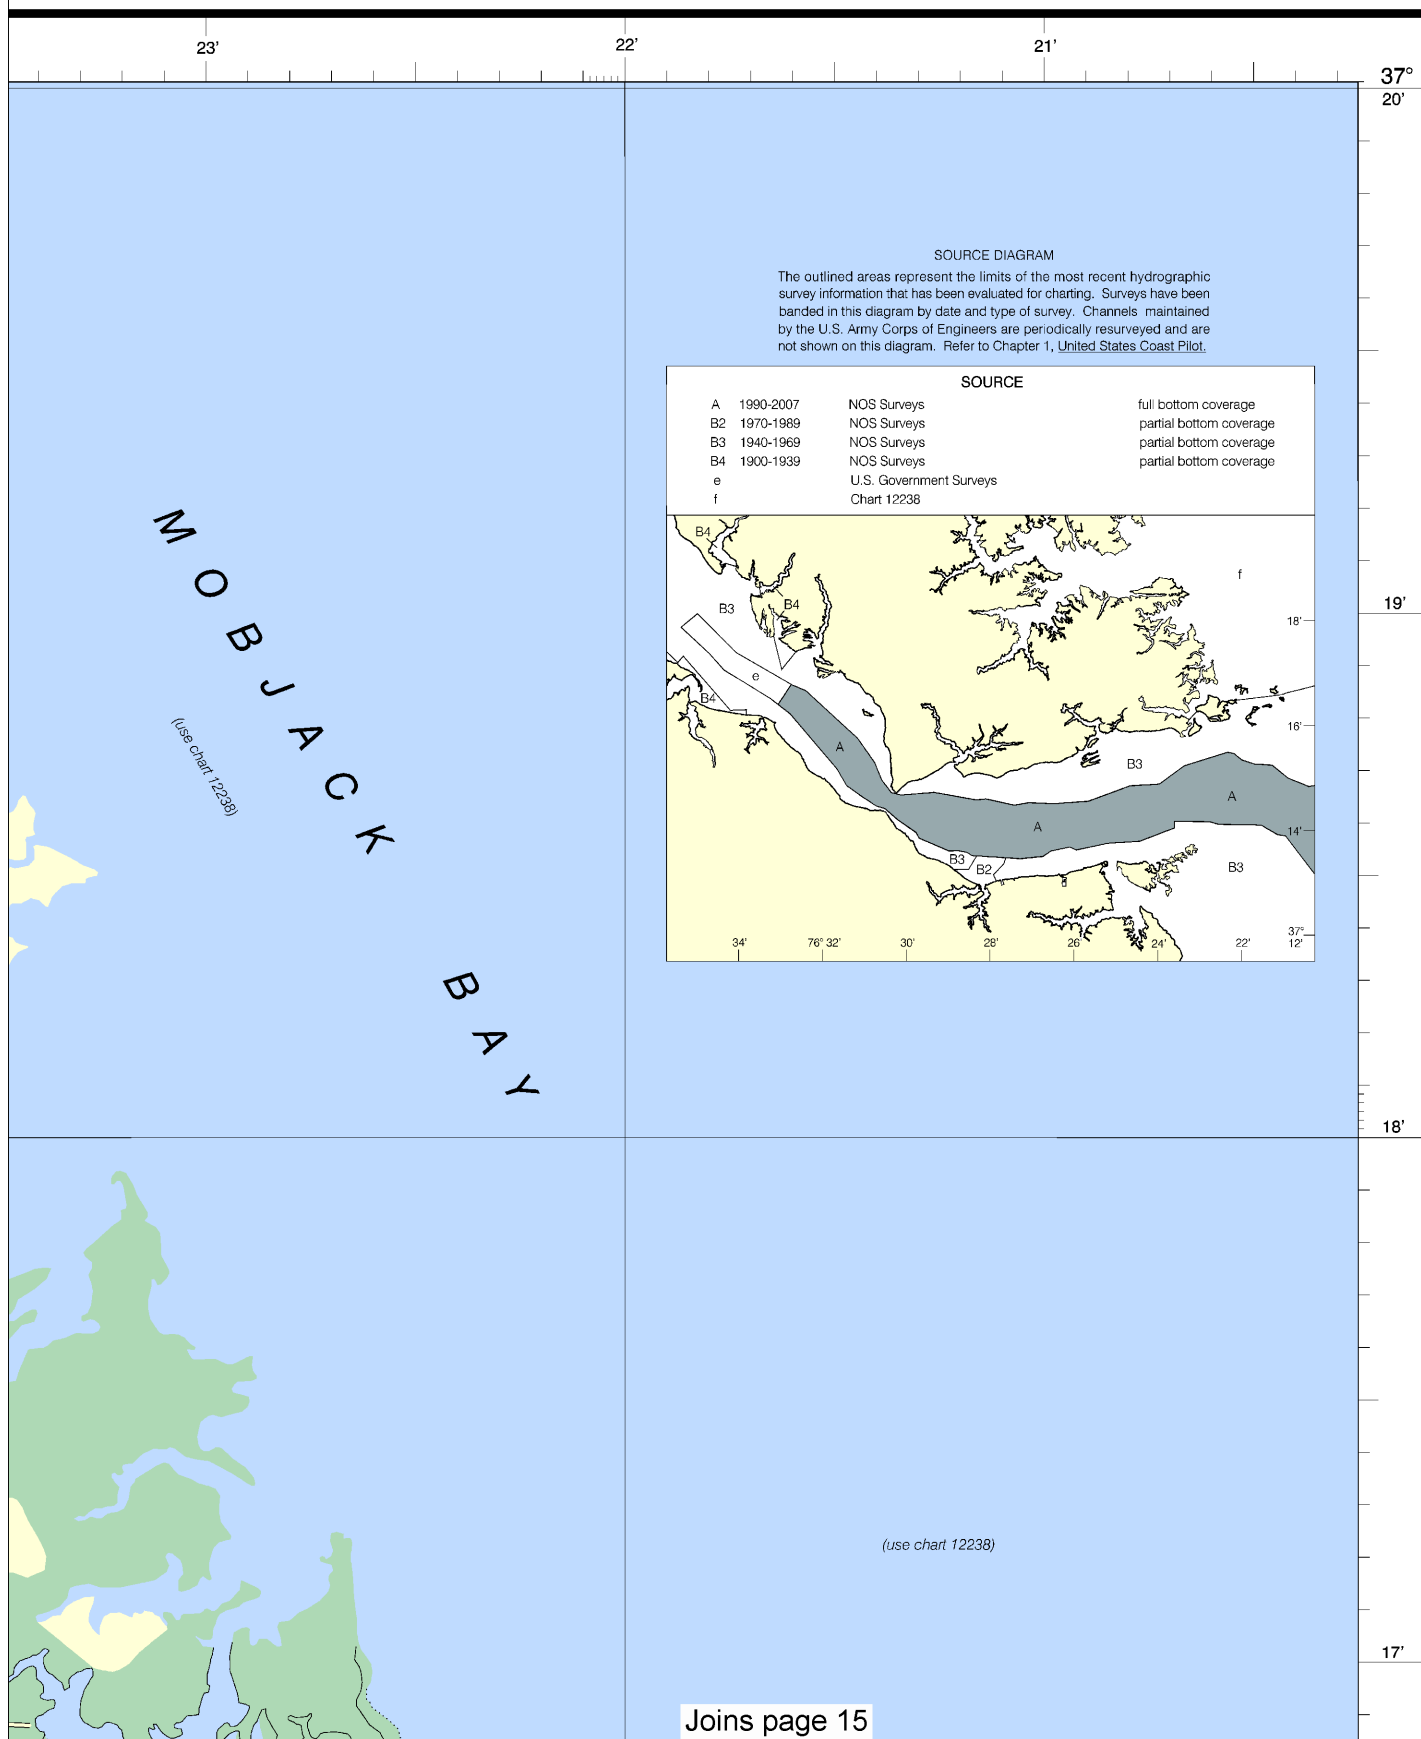 23' 22' 21'
37°
20'
SOURCE DIAGRAM
The outlined areas represent the limits of the most recent hydrographic
survey information that has been evaluated for charting. Surveys have been
banded in this diagram by date and type of survey. Channels maintained
by the U.S. Army Corps of Engineers are periodically resurveyed and are
not shown on this diagram. Refer to Chapter 1, United States Coast Pilot.
SOURCE
A 1990-2007 NOS Surveys full bottom coverage
B2 1970-1989 NOS Surveys partial bottom coverage
B3 1940-1969 NOS Surveys partial bottom coverage
B4 1900-1939 NOS Surveys partial bottom coverage
e U.S. Government Surveys
f Chart 12238
B4
f
B3
B4
18'
19'
e
B4
16'
A
B3
A
A
14'
B3
B2
B3
37°
12'
34' 76° 32' 30' 28' 26' 24' 22'
MOBJACK BAY
(use chart 12238)
18'
(use chart 12238)
17'
Joins page 15